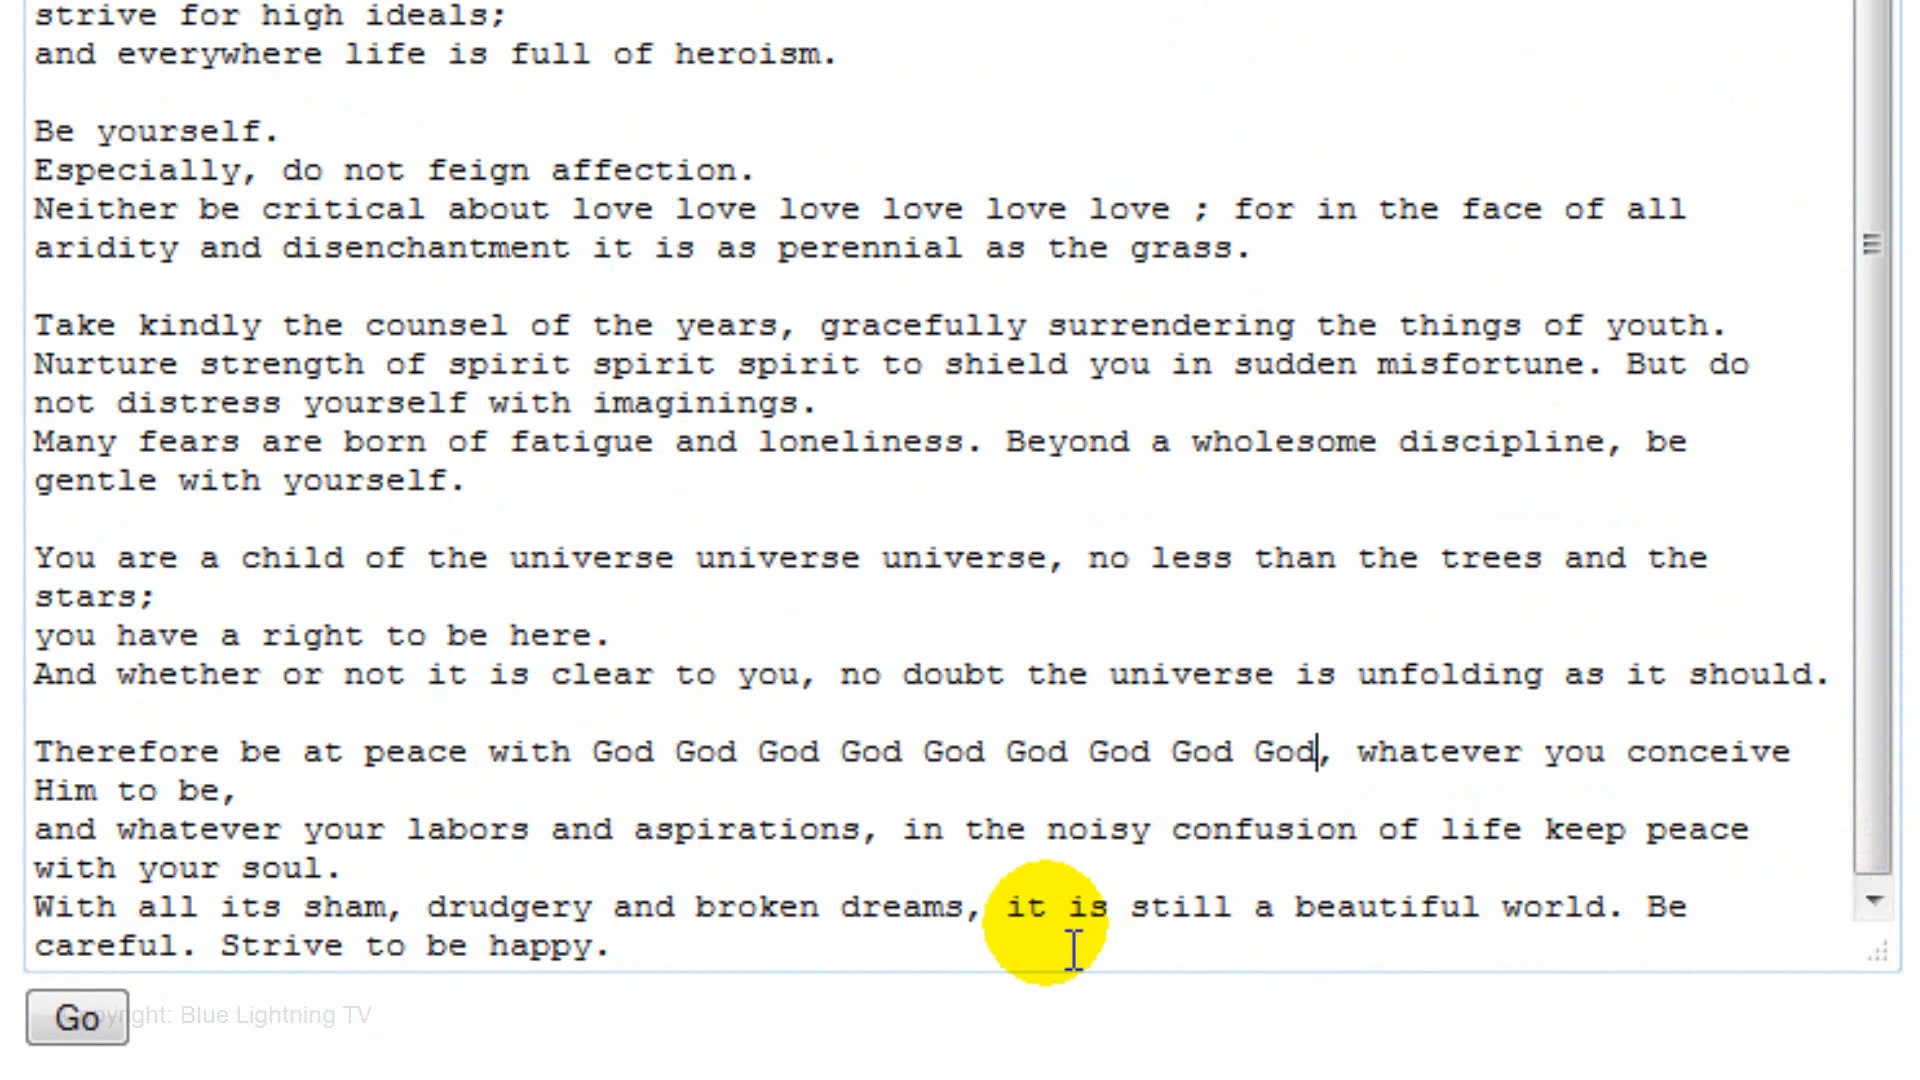 strive for high ideals;
and everywhere life is full of heroism.
Be yourself.
Especially, do not feign affection.
Neither be critical about love love love love love love ; for in the face of all
aridity and disenchantment it is as perennial as the grass.
Take kindly the counsel of the years, gracefully surrendering the things of youth.
Nurture strength of spirit spirit spirit to shield you in sudden misfortune. But do
not distress yourself with imaginings.
Many fears are born of fatigue and loneliness. Beyond a wholesome discipline, be
gentle with yourself.
You are a child of the universe universe universe, no less than the trees and the
stars;
you have a right to be here.
And whether or not it is clear to you, no doubt the universe is unfolding as it should.
Therefore be at peace with God God God God God God God God God, whatever you conceive
Him to be,
and whatever your labors and aspirations, in the noisy confusion of life keep peace
with your soul.
With all its sham, drudgery and broken dreams, it is still a beautiful world. Be
careful. Strive to be happy.
Go
Copyright: Blue Lightning TV